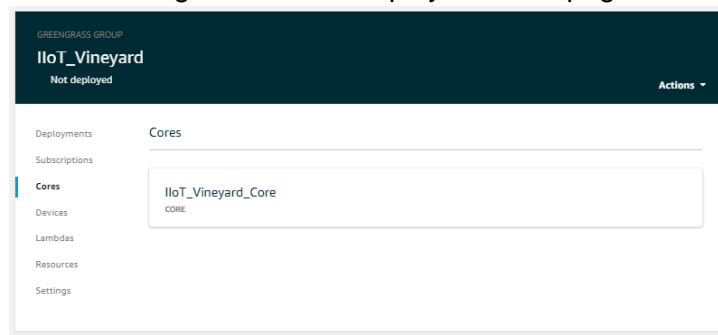 GREENGRASS GROUP
IIoT_Vineyard
Not deployed
Actions
Deployments
Subscriptions
Cores
Devices
Lambdas
Resources
Settings
Cores
IIoT_Vineyard_Core
CORE